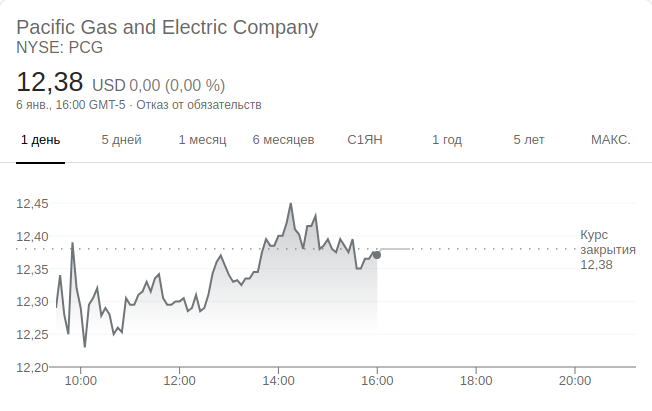 Pacific Gas and Electric Company
NYSE: PCG
12,38 USD 0,00 (0,00 %)
6 янв., 16:00 GMT-5 · Отказ от обязательств
1 день 5 дней 1 месяц 6 месяцев С1ЯН 1 год 5 лет МАКС.
12,45
12,40
12,35
12,30
12,25
12,20
Курс
закрытия
12,38
10:00 12:00 14:00 16:00 18:00 20:00